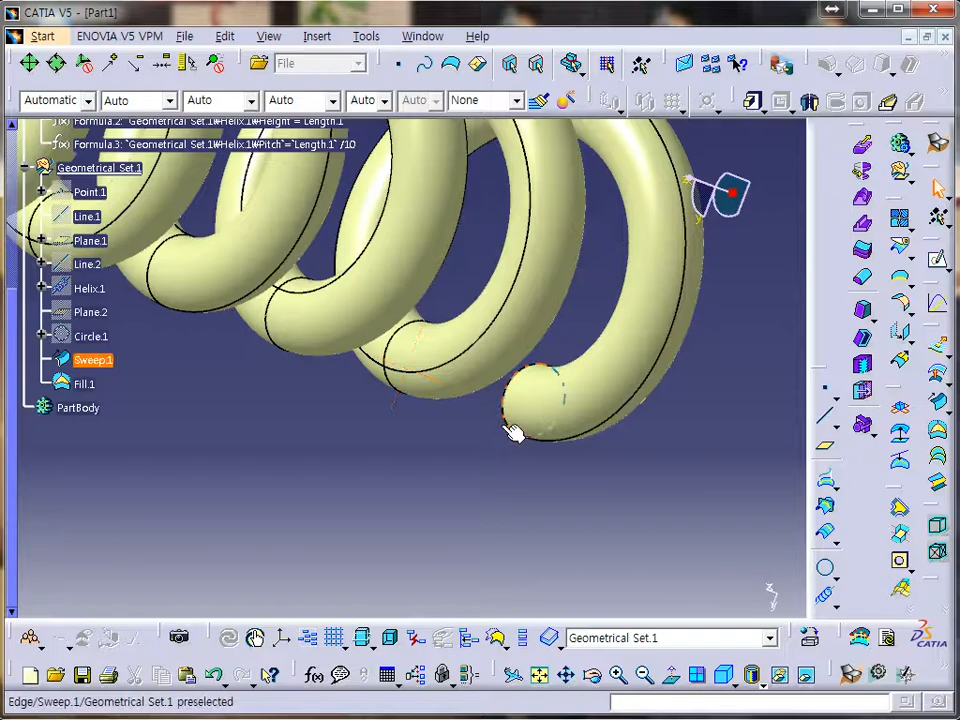 CATIA V5 - [Part1]
Start ENOVIA V5 VPM File Edit View Insert Tools Window Help
File
Automatic Auto Auto Auto Auto Auto None
Formula.2: `Geometrical Set.1₩Helix.1₩Height`=`Length.1`
Formula.3: `Geometrical Set.1₩Helix.1₩Pitch`=`Length.1` /10
Geometrical Set.1
Point.1
Line.1
Plane.1
Line.2
Helix.1
Plane.2
Circle.1
Sweep.1
Fill.1
PartBody
z
y
Geometrical Set.1
CATIA
Edge/Sweep.1/Geometrical Set.1 preselected